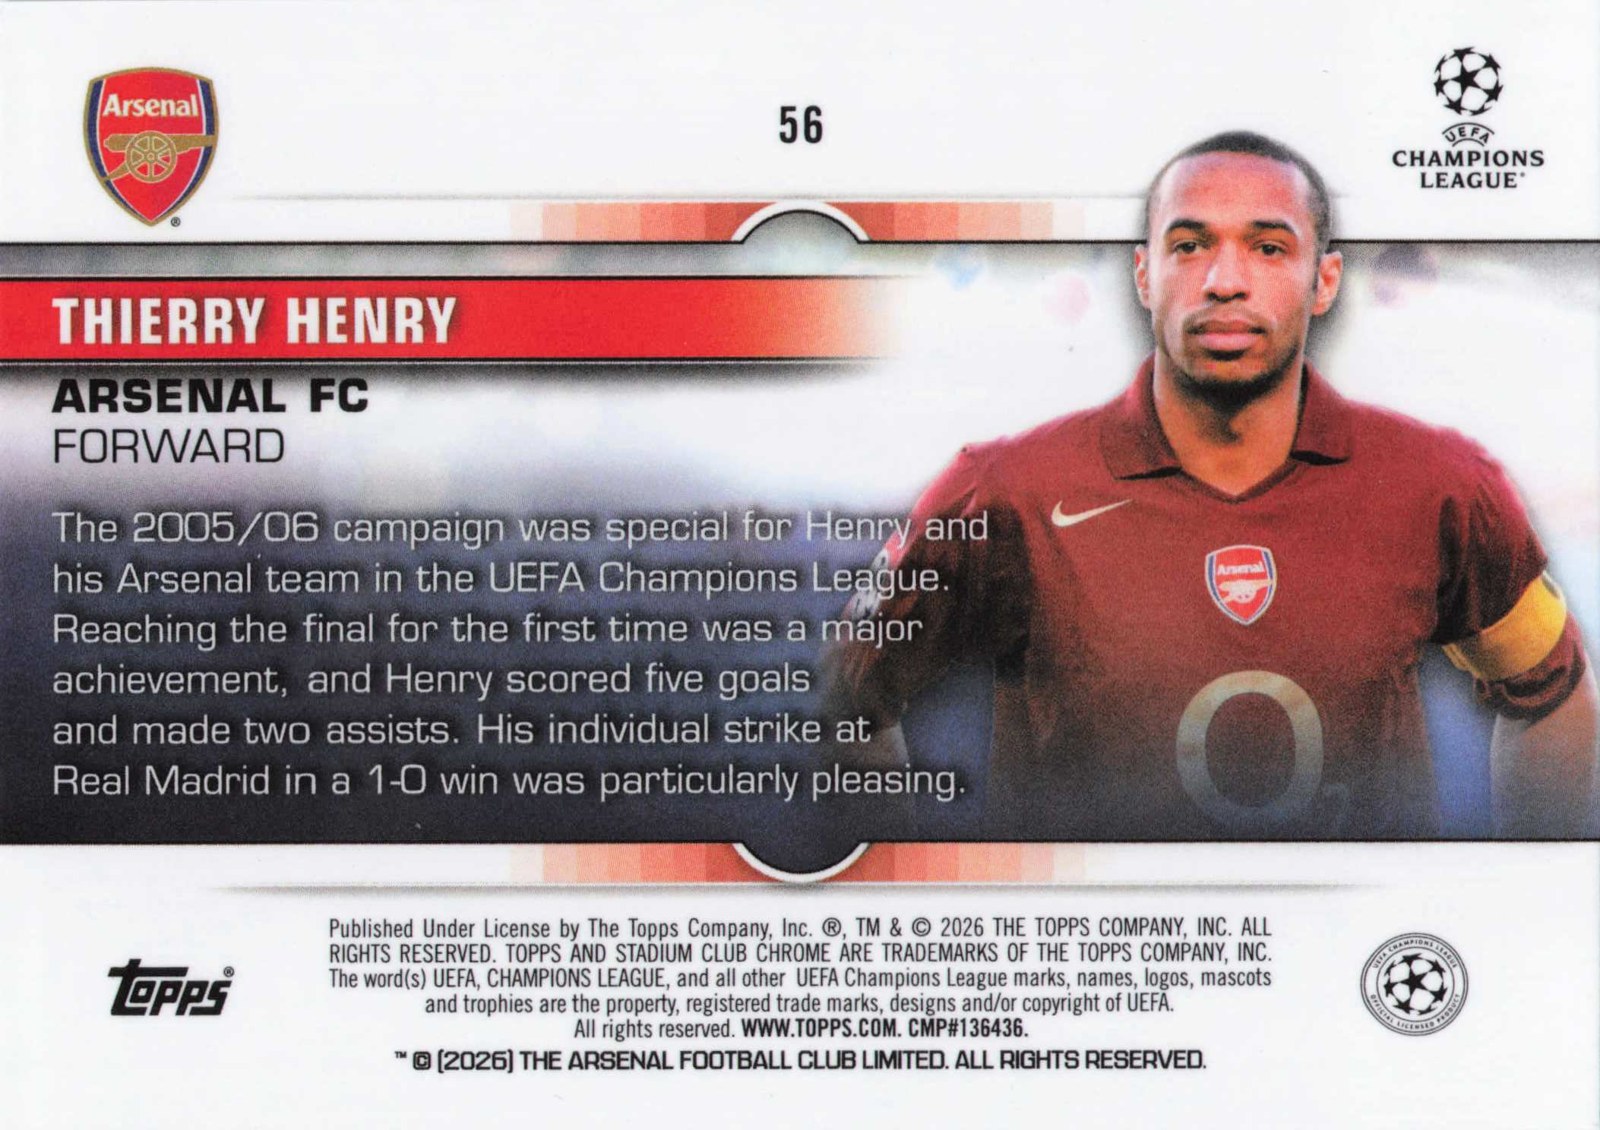 Arsenal
®
56
UEFA
CHAMPIONS
LEAGUE®
THIERRY HENRY
ARSENAL FC
FORWARD
The 2005/06 campaign was special for Henry and
his Arsenal team in the UEFA Champions League.
Reaching the final for the first time was a major
achievement, and Henry scored five goals
and made two assists. His individual strike at
Real Madrid in a 1-0 win was particularly pleasing.
Arsenal
O2
Published Under License by The Topps Company, Inc. ®, TM & © 2026 THE TOPPS COMPANY, INC. ALL
RIGHTS RESERVED. TOPPS AND STADIUM CLUB CHROME ARE TRADEMARKS OF THE TOPPS COMPANY, INC.
The word(s) UEFA, CHAMPIONS LEAGUE, and all other UEFA Champions League marks, names, logos, mascots
and trophies are the property, registered trade marks, designs and/or copyright of UEFA.
All rights reserved. WWW.TOPPS.COM. CMP#136436.
™ © (2026) THE ARSENAL FOOTBALL CLUB LIMITED. ALL RIGHTS RESERVED.
Topps®
UEFA CHAMPIONS LEAGUE
OFFICIAL LICENSED PRODUCT